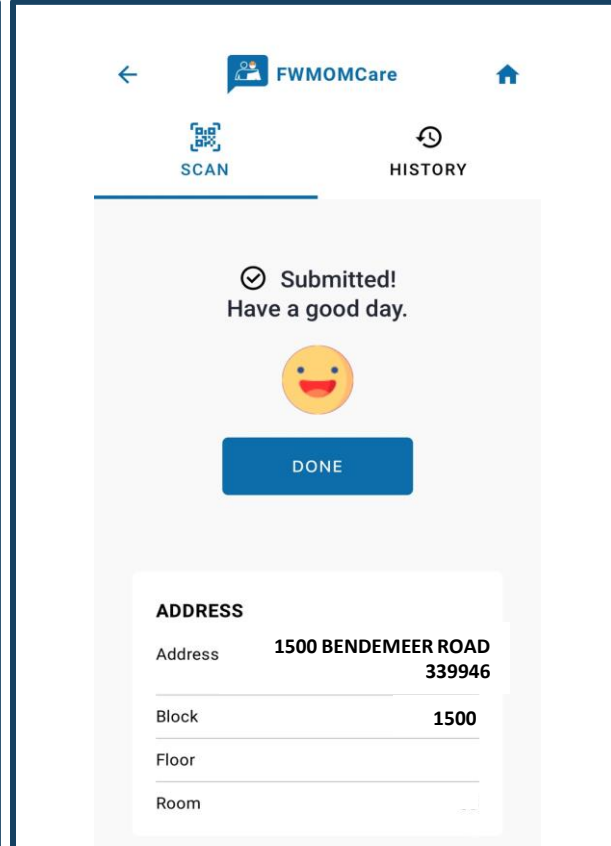 FWMOMCare
SCAN
HISTORY
Submitted!
Have a good day.
DONE
ADDRESS
Address 1500 BENDEMEER ROAD
339946
Block 1500
Floor
Room